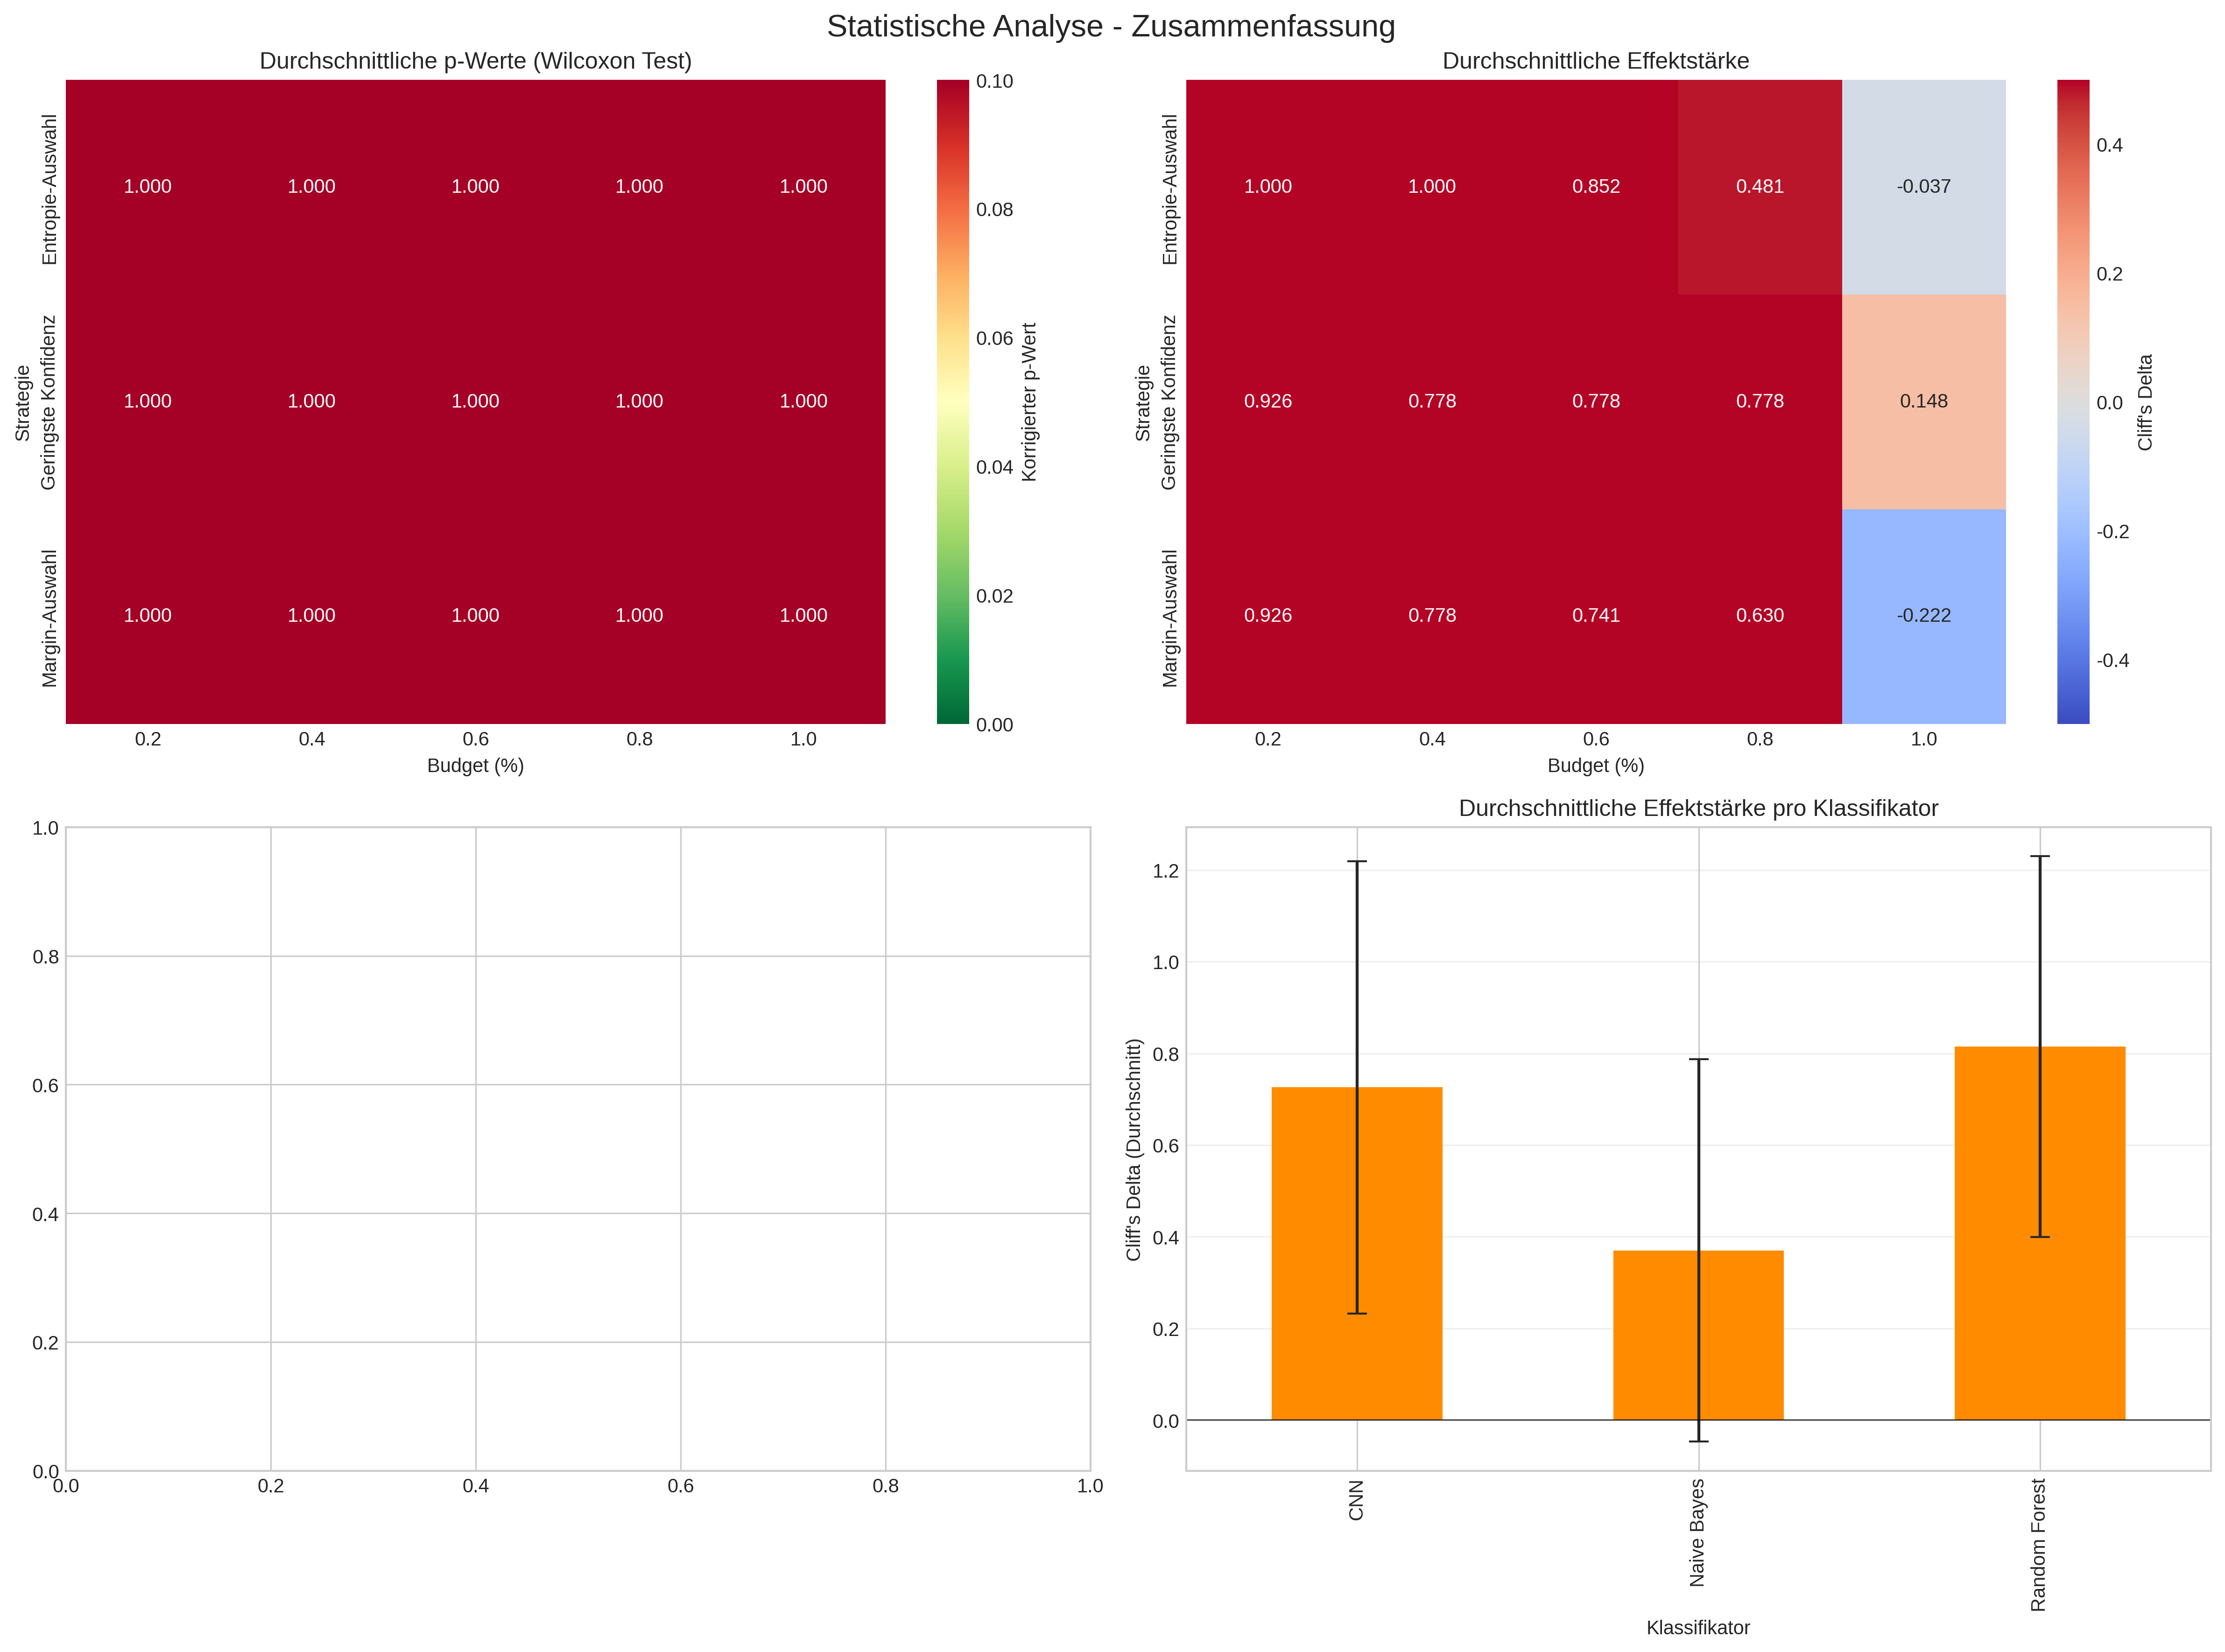 Statistische Analyse - Zusammenfassung
Durchschnittliche p-Werte (Wilcoxon Test)
Strategie
Entropie-Auswahl
Geringste Konfidenz
Margin-Auswahl
1.000 1.000 1.000 1.000 1.000
1.000 1.000 1.000 1.000 1.000
1.000 1.000 1.000 1.000 1.000
0.2 0.4 0.6 0.8 1.0
Budget (%)
0.10
0.08
0.06
0.04
0.02
0.00
Korrigierter p-Wert
Durchschnittliche Effektstärke
Strategie
Entropie-Auswahl
Geringste Konfidenz
Margin-Auswahl
1.000 1.000 0.852 0.481 -0.037
0.926 0.778 0.778 0.778 0.148
0.926 0.778 0.741 0.630 -0.222
0.2 0.4 0.6 0.8 1.0
Budget (%)
0.4
0.2
0.0
-0.2
-0.4
Cliff's Delta
1.0
0.8
0.6
0.4
0.2
0.0
0.0 0.2 0.4 0.6 0.8 1.0
Durchschnittliche Effektstärke pro Klassifikator
Cliff's Delta (Durchschnitt)
1.2
1.0
0.8
0.6
0.4
0.2
0.0
CNN
Naive Bayes
Random Forest
Klassifikator